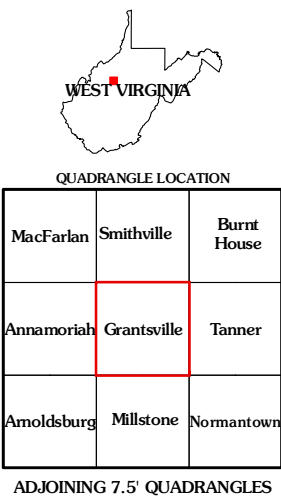 WEST VIRGINIA
QUADRANGLE LOCATION
MacFarlan Smithville Burnt House
Annamoriah Grantsville Tanner
Arnoldsburg Millstone Normantown
ADJOINING 7.5' QUADRANGLES